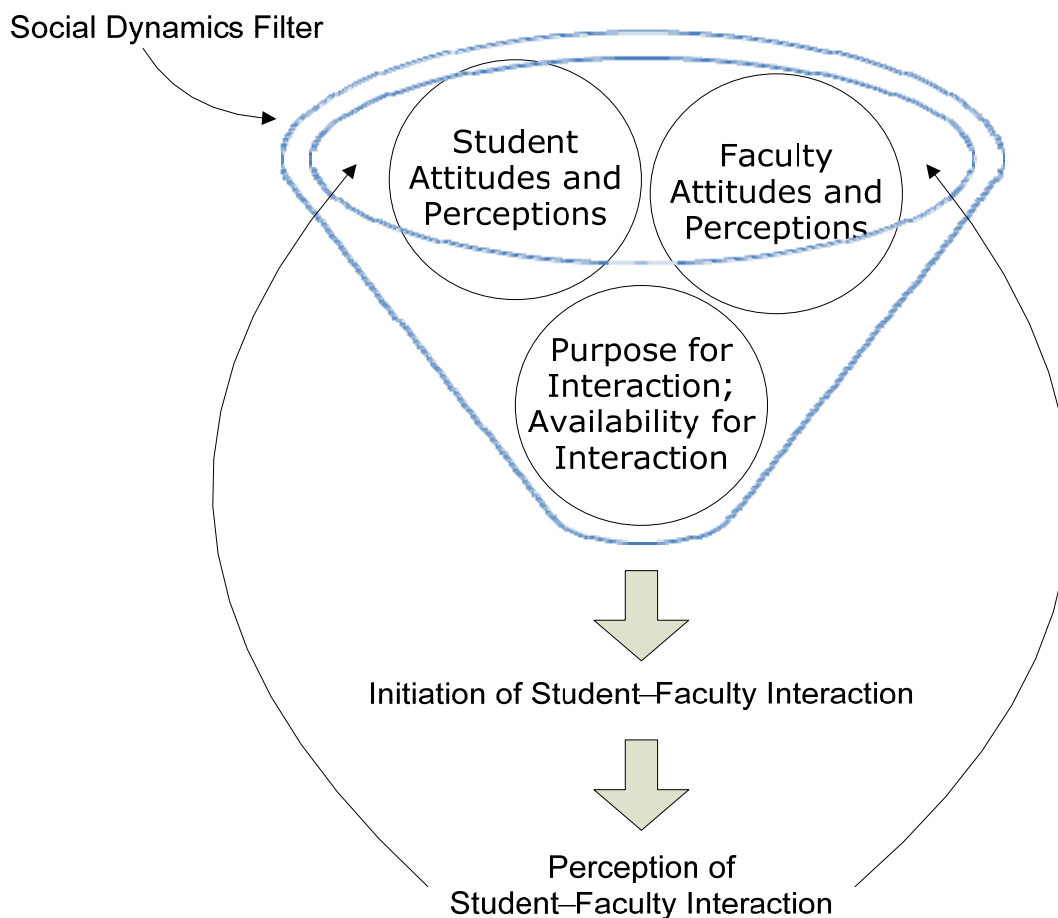 Social Dynamics Filter
Student
Attitudes and
Perceptions
Faculty
Attitudes and
Perceptions
Purpose for
Interaction;
Availability for
Interaction
Initiation of Student–Faculty Interaction
Perception of
Student–Faculty Interaction